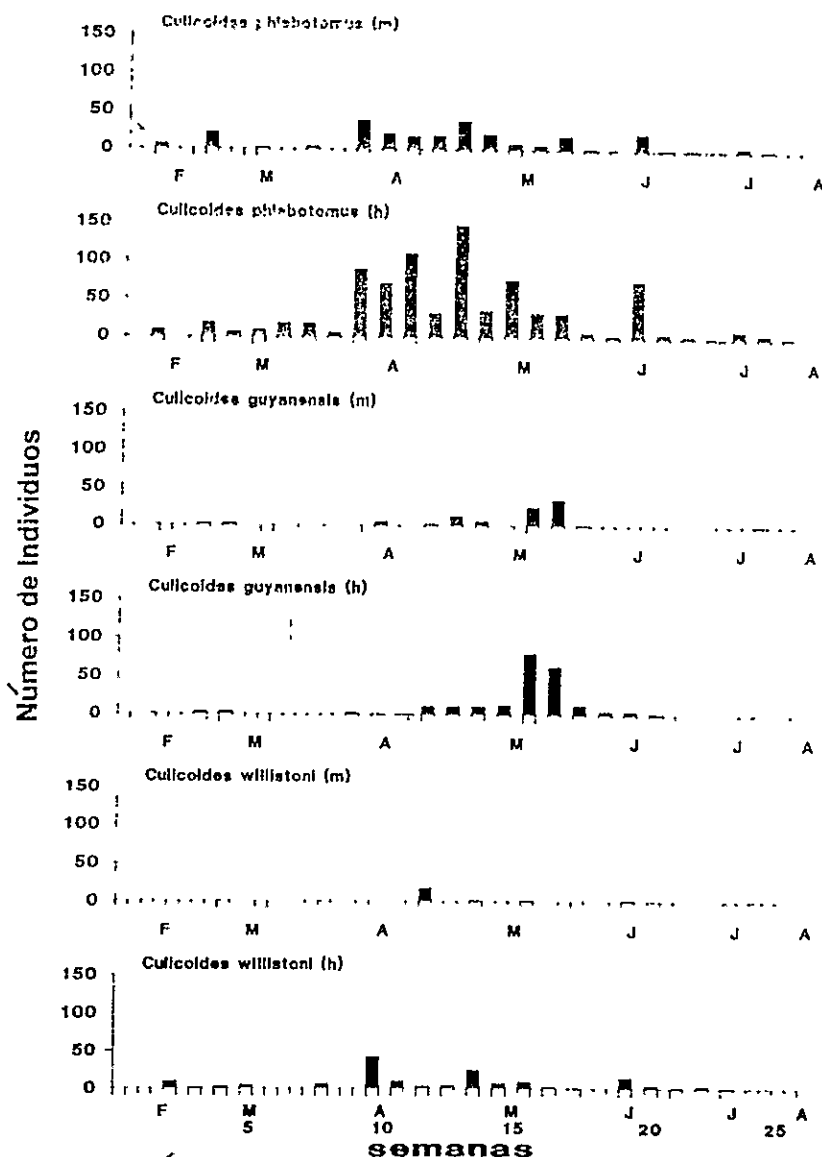 Culicoides phlebotomus (m)
150
100
50
0
F M A M J J A
Culicoides phlebotomus (h)
150
100
50
0
F M A M J J A
Culicoides guyanensis (m)
150
100
50
0
F M A M J J A
Culicoides guyanensis (h)
150
100
50
0
F M A M J J A
Culicoides willistoni (m)
150
100
50
0
F M A M J J A
Culicoides willistoni (h)
150
100
50
0
F M A M J J A
5 10 15 20 25
semanas
Número de Individuos